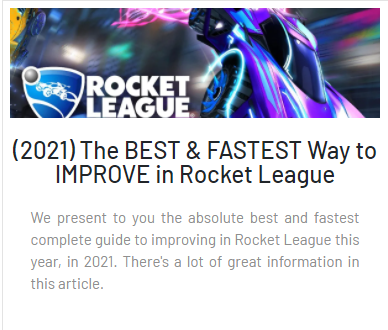 ROCKET
LEAGUE
(2021) The BEST & FASTEST Way to
IMPROVE in Rocket League
We present to you the absolute best and fastest
complete guide to improving in Rocket League this
year, in 2021. There's a lot of great information in
this article.